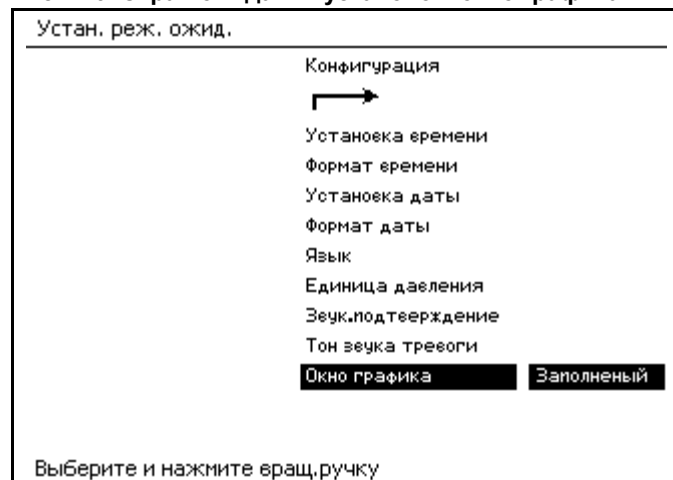 Устан. реж. ожид.
Конфигурация
Установка времени
Формат времени
Установка даты
Формат даты
Язык
Единица давления
Звук.подтверждение
Тон звука тревоги
Окно графика Заполненый
Выберите и нажмите вращ.ручку